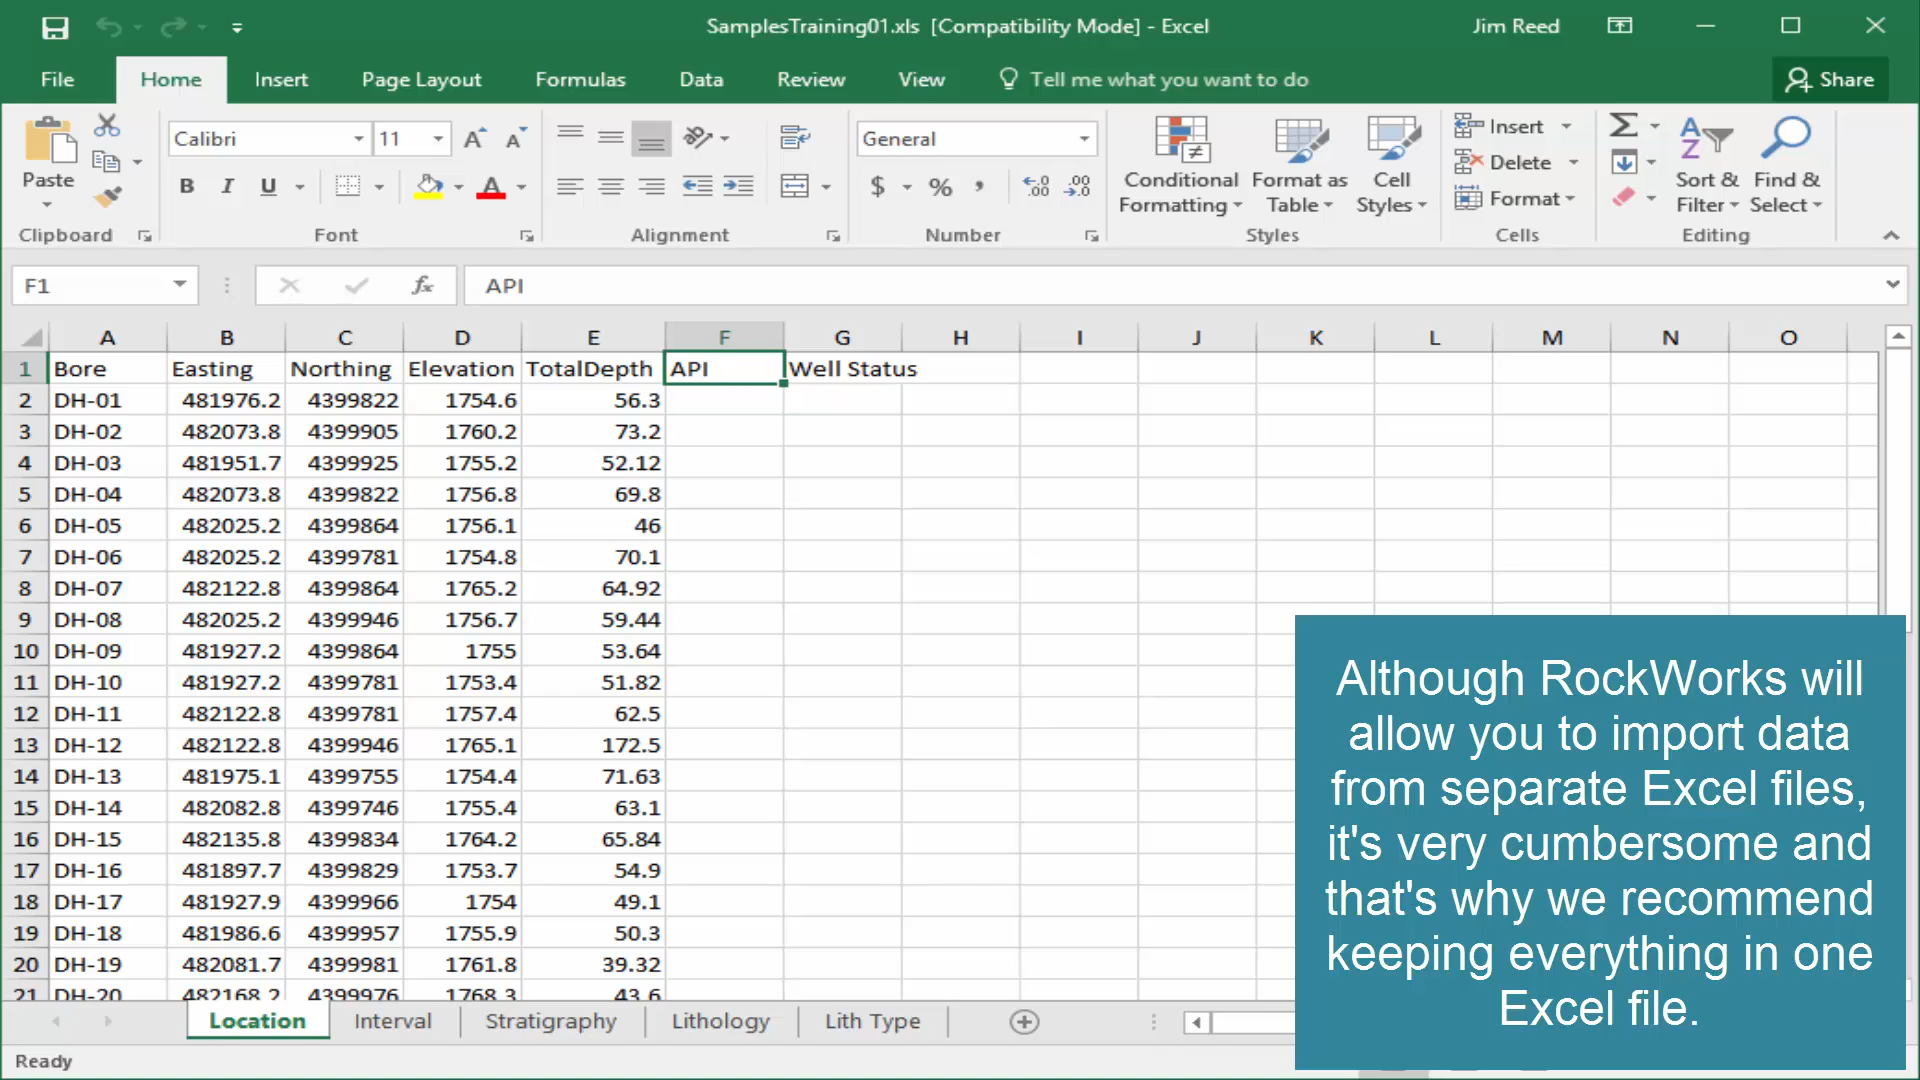 SamplesTraining01.xls [Compatibility Mode] - Excel
Jim Reed
File Home Insert Page Layout Formulas Data Review View Tell me what you want to do Share
Paste
Clipboard
Calibri 11
B I U
Font
Alignment
General
$ % ,
Number
Conditional Formatting
Format as Table
Cell Styles
Styles
Insert
Delete
Format
Cells
Sort & Filter
Find & Select
Editing
F1 fx API
A B C D E F G H I J K L M N O
1 Bore Easting Northing Elevation TotalDepth API Well Status
2 DH-01 481976.2 4399822 1754.6 56.3
3 DH-02 482073.8 4399905 1760.2 73.2
4 DH-03 481951.7 4399925 1755.2 52.12
5 DH-04 482073.8 4399822 1756.8 69.8
6 DH-05 482025.2 4399864 1756.1 46
7 DH-06 482025.2 4399781 1754.8 70.1
8 DH-07 482122.8 4399864 1765.2 64.92
9 DH-08 482025.2 4399946 1756.7 59.44
10 DH-09 481927.2 4399864 1755 53.64
11 DH-10 481927.2 4399781 1753.4 51.82
12 DH-11 482122.8 4399781 1757.4 62.5
13 DH-12 482122.8 4399946 1765.1 172.5
14 DH-13 481975.1 4399755 1754.4 71.63
15 DH-14 482082.8 4399746 1755.4 63.1
16 DH-15 482135.8 4399834 1764.2 65.84
17 DH-16 481897.7 4399829 1753.7 54.9
18 DH-17 481927.9 4399966 1754 49.1
19 DH-18 481986.6 4399957 1755.9 50.3
20 DH-19 482081.7 4399981 1761.8 39.32
21 DH-20 482168.2 4399976 1768.3 43.6
Location Interval Stratigraphy Lithology Lith Type
Ready
Although RockWorks will
allow you to import data
from separate Excel files,
it's very cumbersome and
that's why we recommend
keeping everything in one
Excel file.